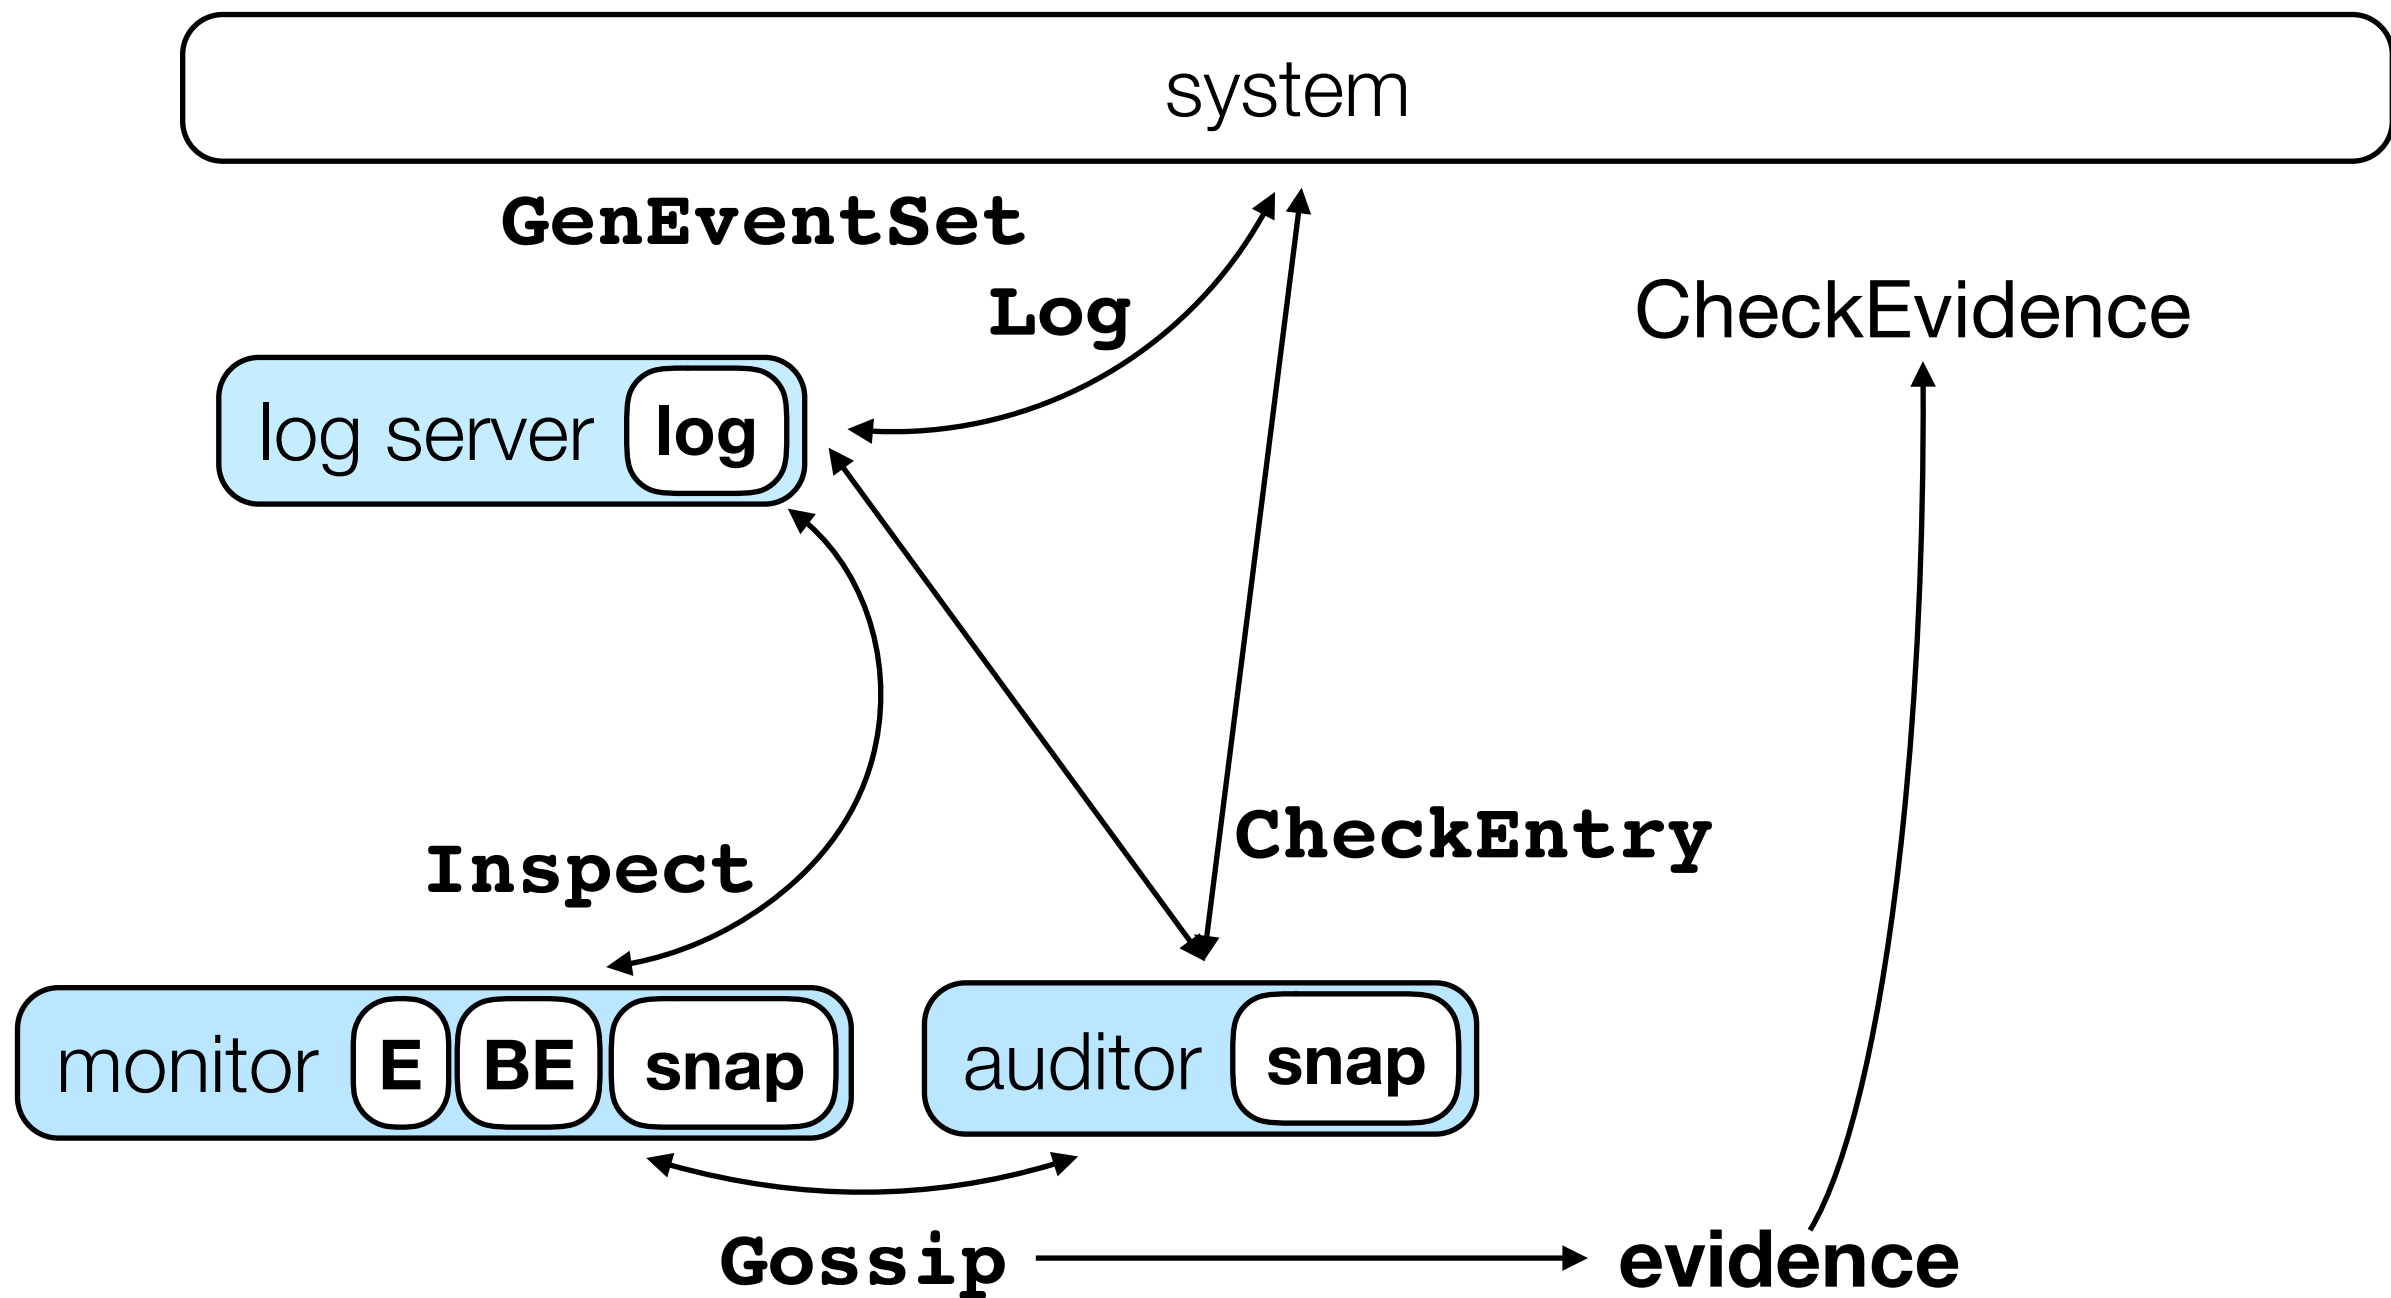 system
GenEventSet
Log
CheckEvidence
log server log
Inspect
CheckEntry
monitor E BE snap
auditor snap
Gossip
evidence